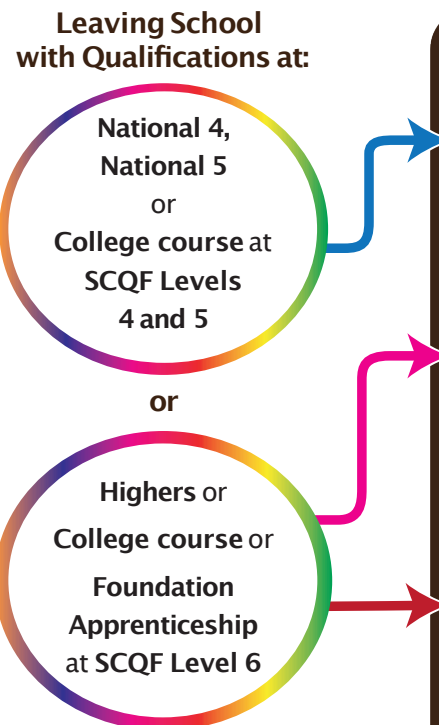 Leaving School
with Qualifications at:
National 4,
National 5
or
College course at
SCQF Levels
4 and 5
or
Highers or
College course or
Foundation
Apprenticeship
at SCQF Level 6